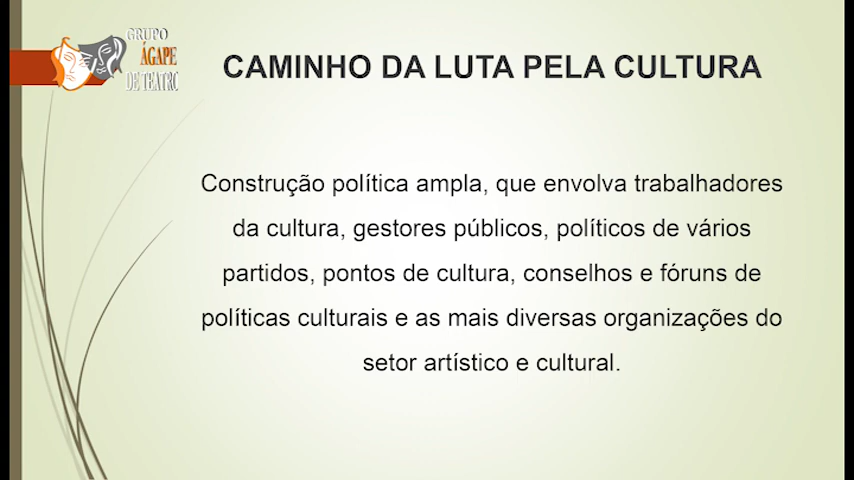 GRUPO
ÁGAPE
DE TEATRO
CAMINHO DA LUTA PELA CULTURA
Construção política ampla, que envolva trabalhadores
da cultura, gestores públicos, políticos de vários
partidos, pontos de cultura, conselhos e fóruns de
políticas culturais e as mais diversas organizações do
setor artístico e cultural.